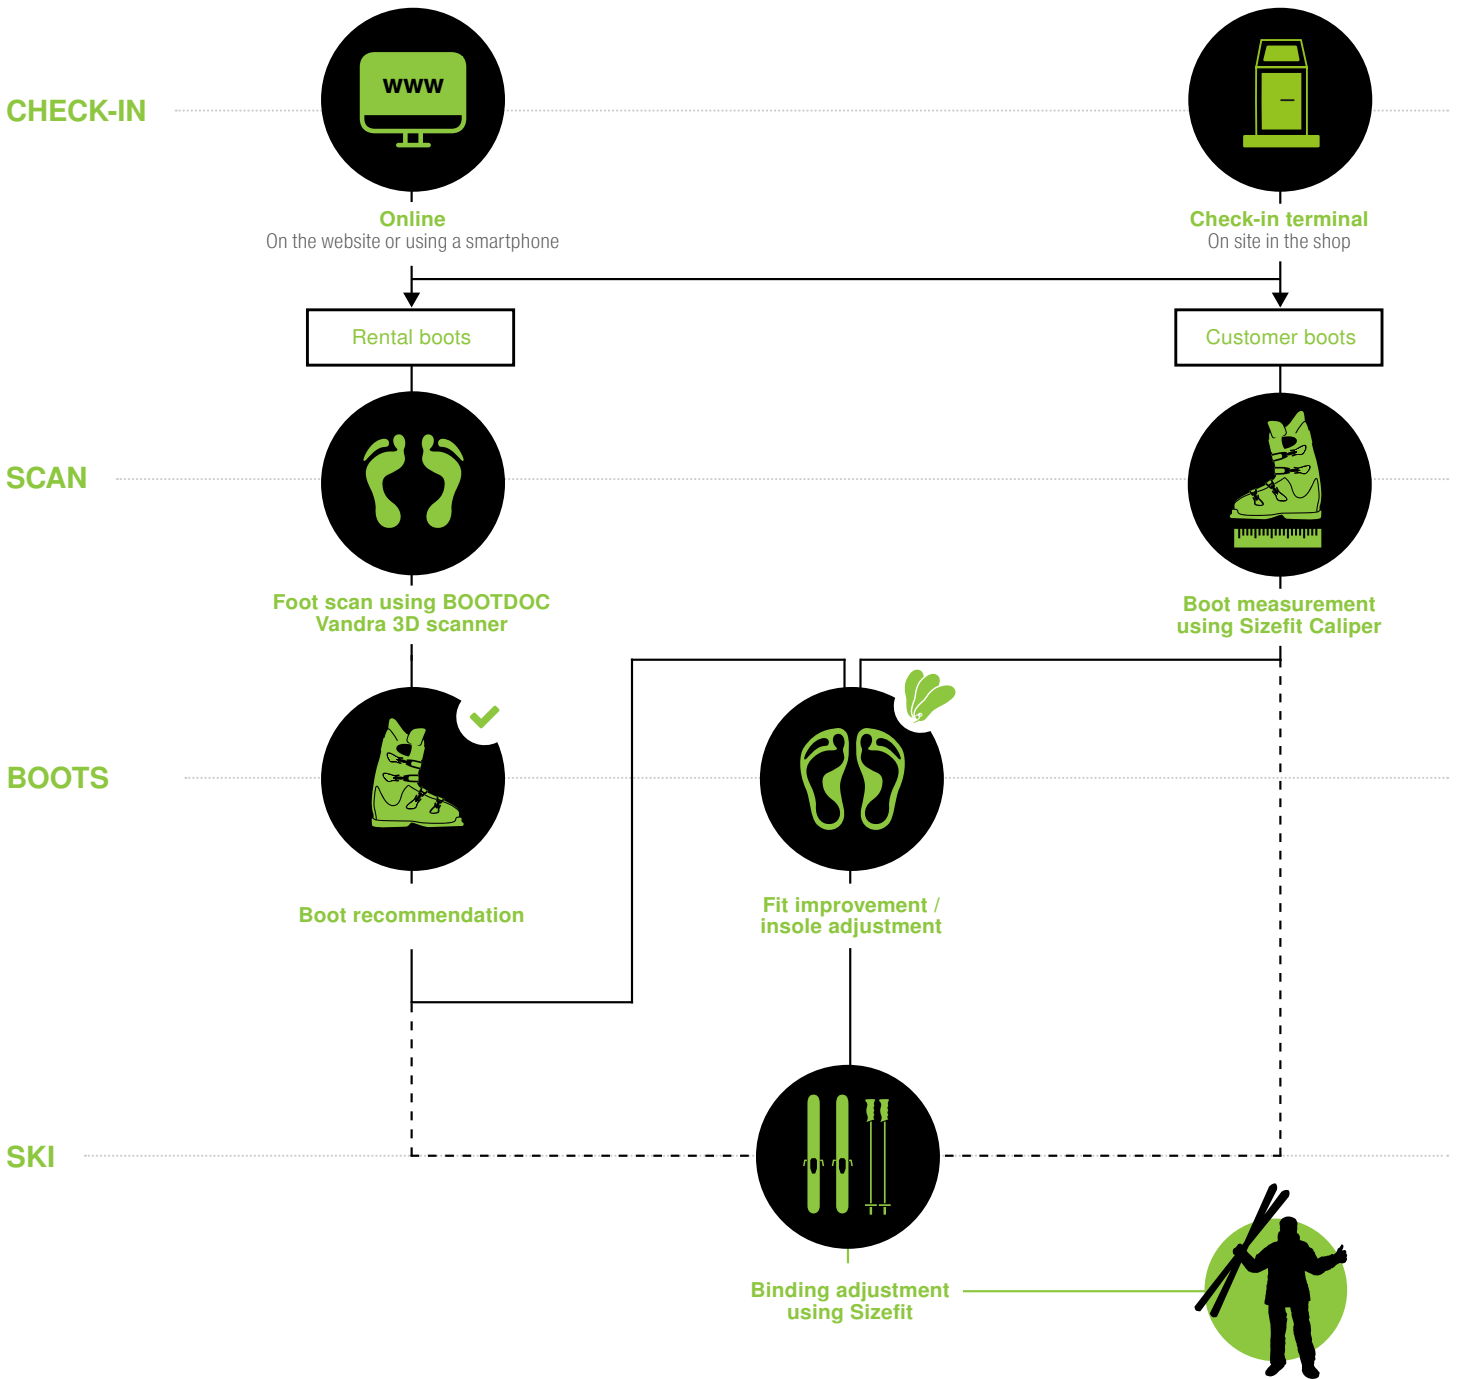 www
CHECK-IN
Online
On the website or using a smartphone
Check-in terminal
On site in the shop
Rental boots
Customer boots
SCAN
Foot scan using BOOTDOC
Vandra 3D scanner
Boot measurement
using Sizefit Caliper
BOOTS
Boot recommendation
Fit improvement /
insole adjustment
SKI
Binding adjustment
using Sizefit